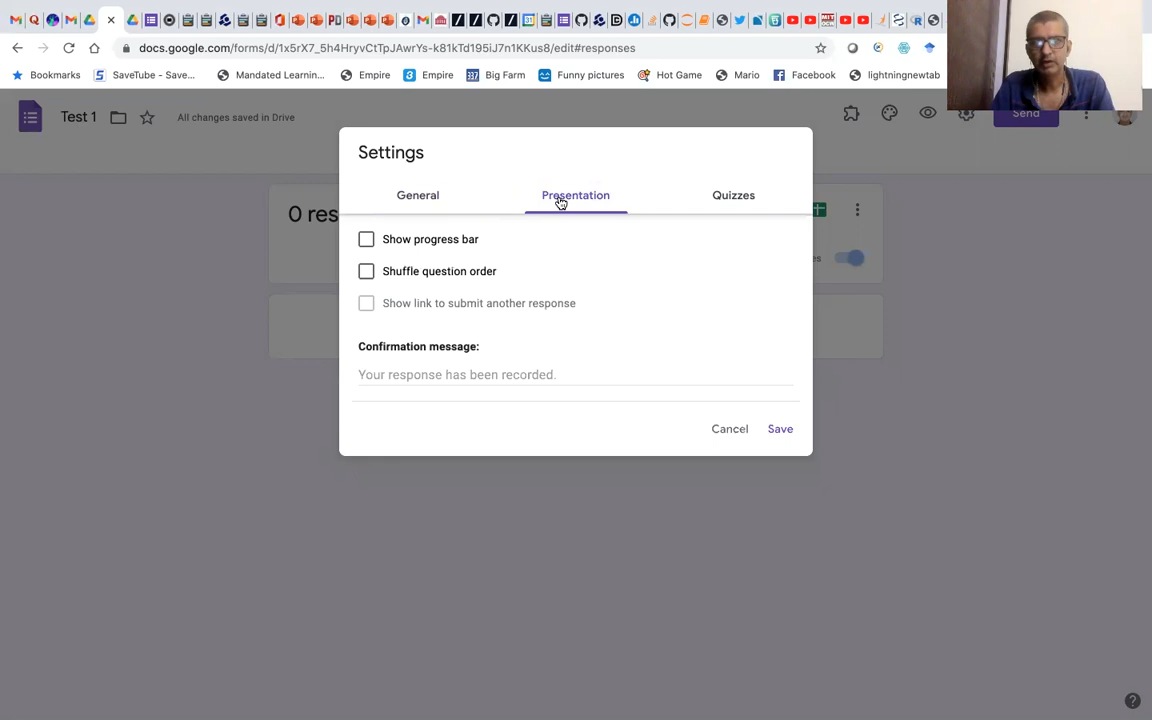 docs.google.com/forms/d/1x5rX7_5h4HryvCtTpJAwrYs-k81kTd195iJ7n1KKus8/edit#responses
Bookmarks SaveTube - Save... Mandated Learnin... Empire Empire Big Farm Funny pictures Hot Game Mario Facebook lightningnewtab
Test 1 All changes saved in Drive Send
Settings
General Presentation Quizzes
0 res
Show progress bar
es
Shuffle question order
Show link to submit another response
Confirmation message:
Your response has been recorded.
Cancel Save